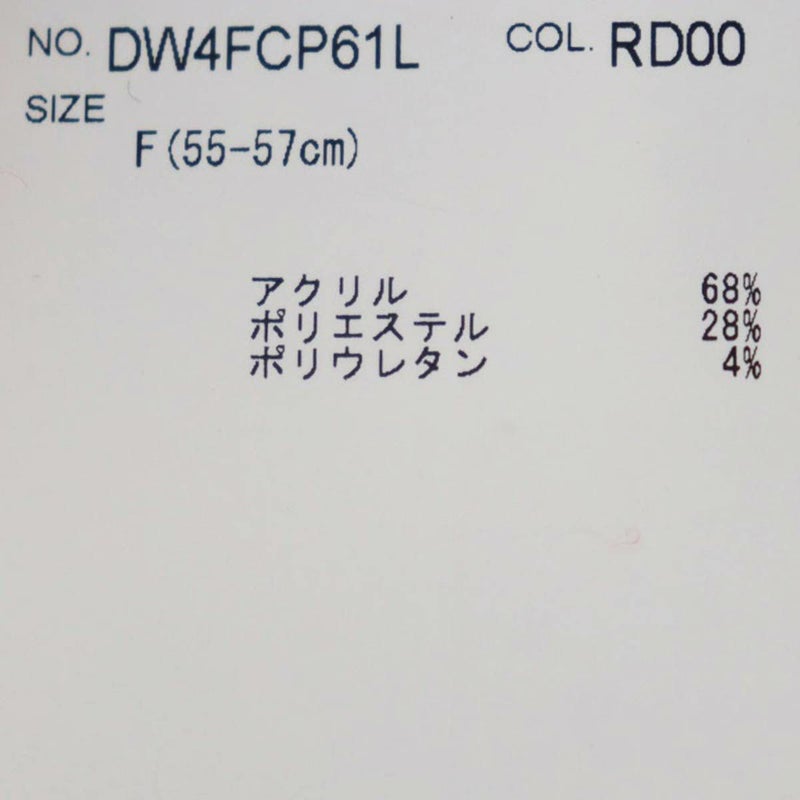 NO. DW4FCP61L COL. RD00
SIZE
F(55-57cm)
アクリル 68%
ポリエステル 28%
ポリウレタン 4%